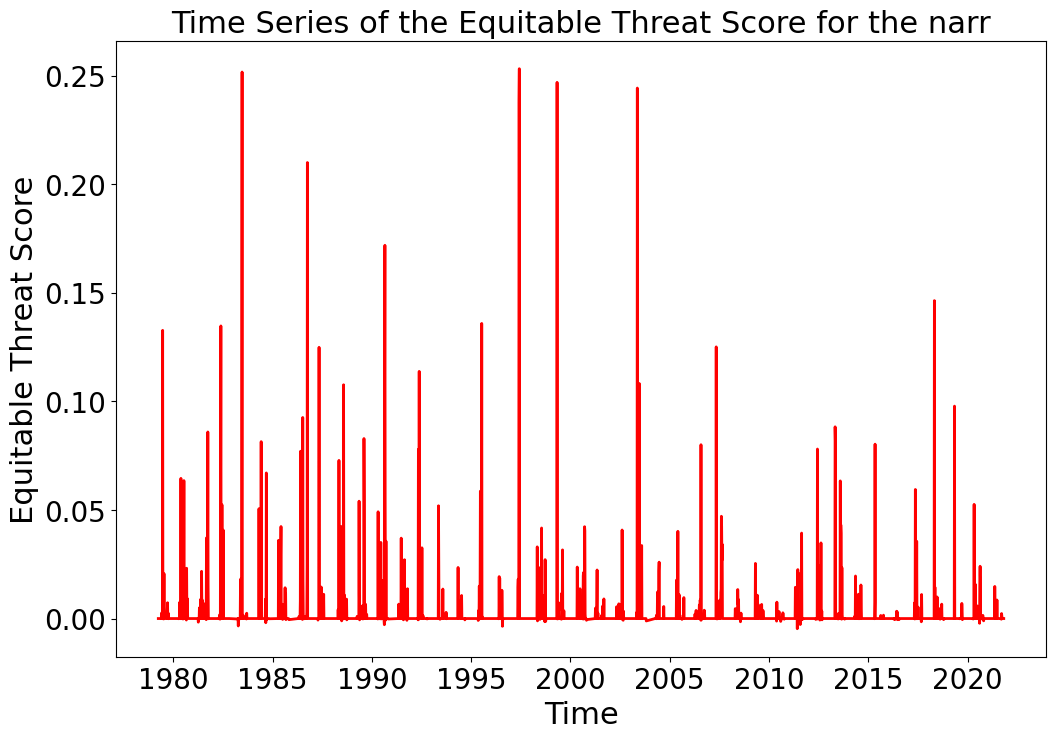 Time Series of the Equitable Threat Score for the narr
Equitable Threat Score
0.25
0.20
0.15
0.10
0.05
0.00
1980 1985 1990 1995 2000 2005 2010 2015 2020
Time